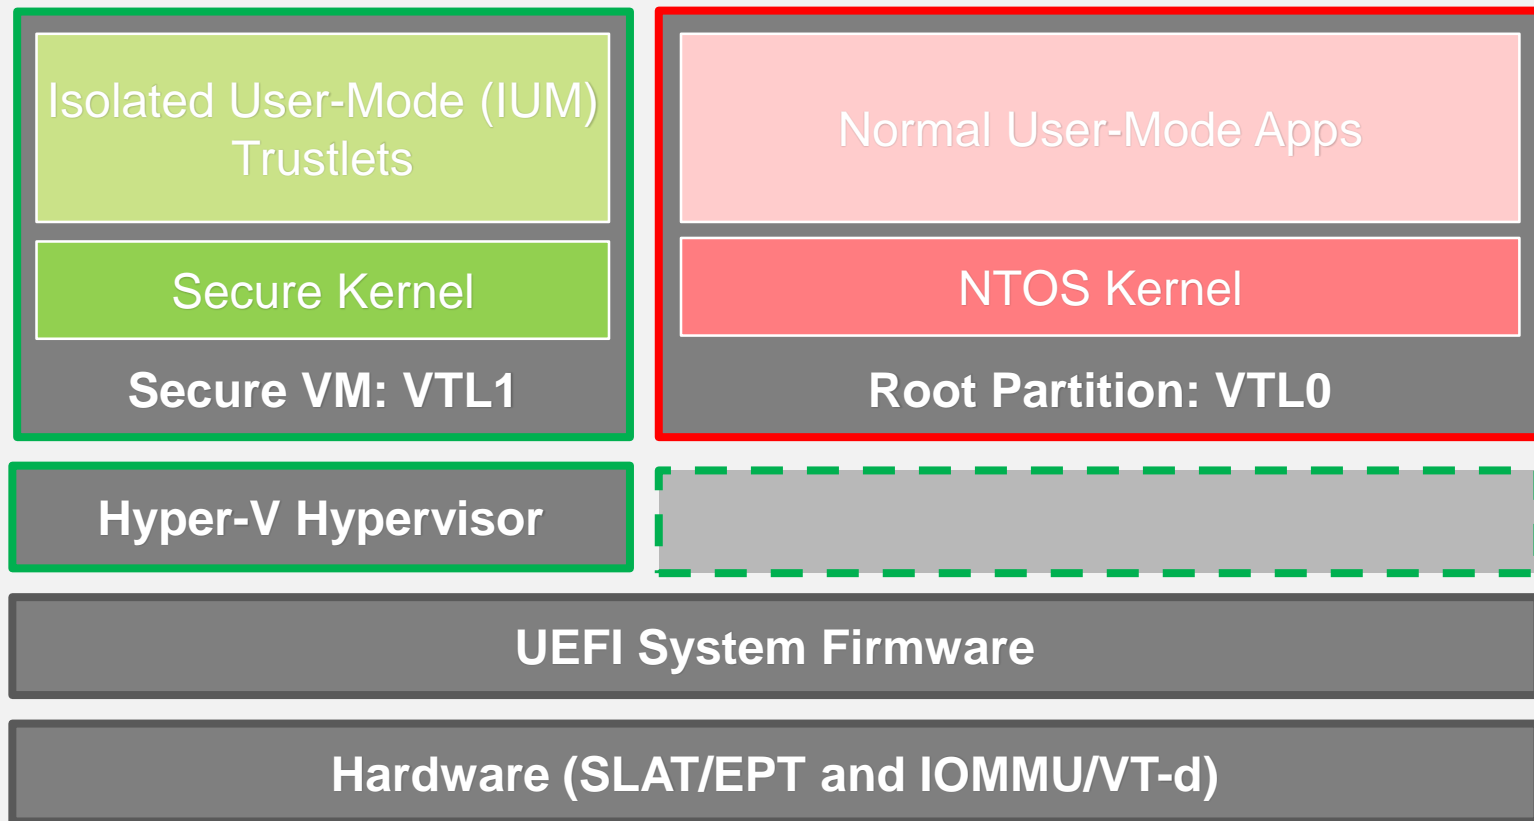 Isolated User-Mode (IUM)
Trustlets
Secure Kernel
Secure VM: VTL1
Normal User-Mode Apps
NTOS Kernel
Root Partition: VTL0
Hyper-V Hypervisor
UEFI System Firmware
Hardware (SLAT/EPT and IOMMU/VT-d)